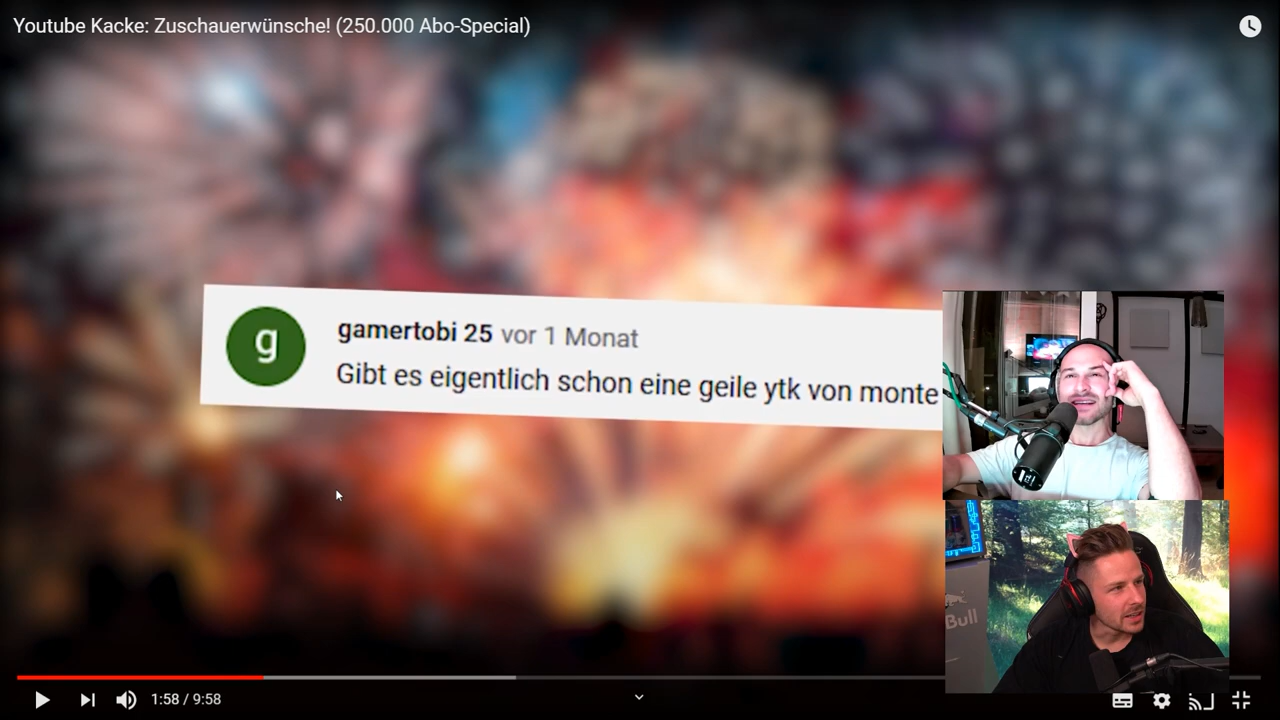 Youtube Kacke: Zuschauerwünsche! (250.000 Abo-Special)
g
gamertobi 25 vor 1 Monat
Gibt es eigentlich schon eine geile ytk von monte
Bull
1:58 / 9:58